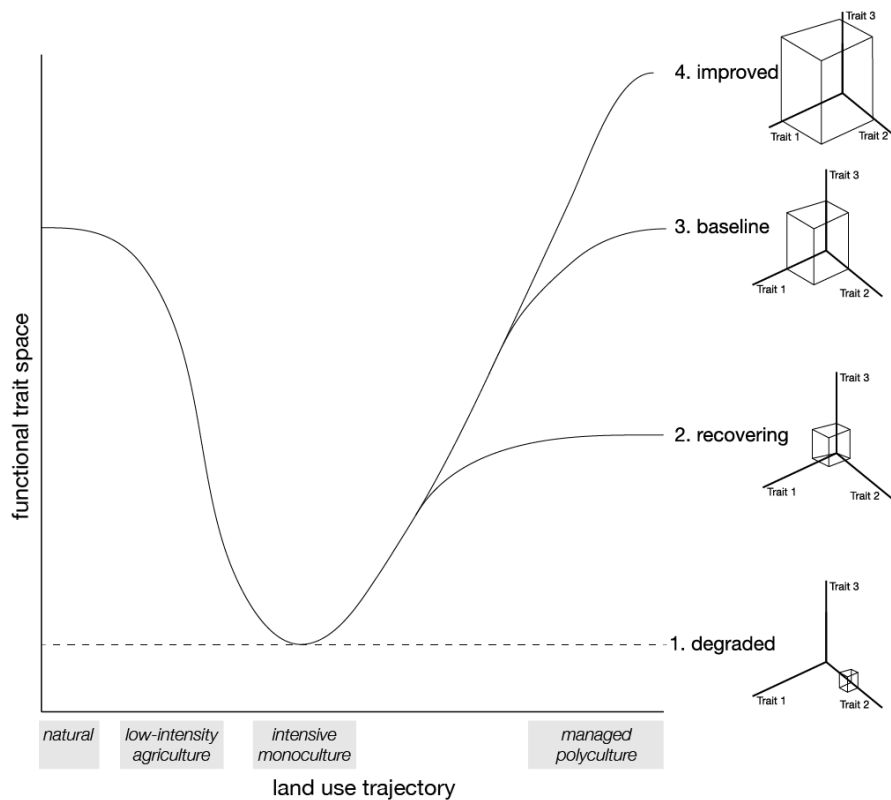 Trait 3
4. improved
Trait 1
Trait 2
Trait 3
3. baseline
Trait 1
Trait 2
functional trait space
Trait 3
2. recovering
Trait 1
Trait 2
Trait 3
1. degraded
Trait 1
Trait 2
natural
low-intensity
agriculture
intensive
monoculture
managed
polyculture
land use trajectory